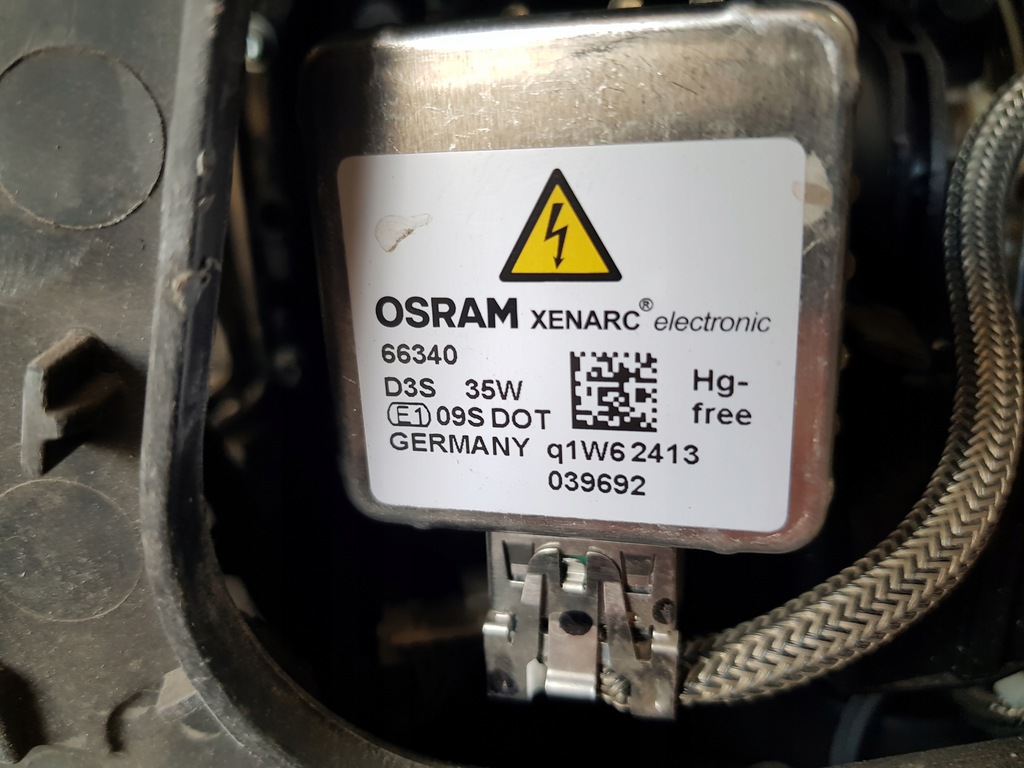 OSRAM XENARC® electronic
66340
D3S 35W
Hg-
free
E1 09S DOT
GERMANY q1W6 2413
039692